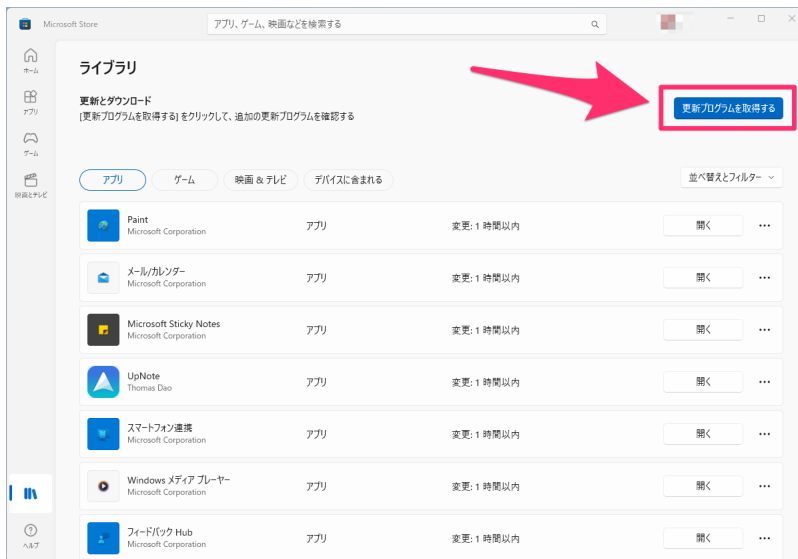 Microsoft Store
アプリ、ゲーム、映画などを検索する
ホーム
アプリ
ゲーム
映画とテレビ
ヘルプ
ライブラリ
更新とダウンロード
[更新プログラムを取得する] をクリックして、追加の更新プログラムを確認する
更新プログラムを取得する
アプリ
ゲーム
映画 & テレビ
デバイスに含まれる
並べ替えとフィルター
Paint
Microsoft Corporation
アプリ
変更: 1 時間以内
開く
メール/カレンダー
Microsoft Corporation
アプリ
変更: 1 時間以内
開く
Microsoft Sticky Notes
Microsoft Corporation
アプリ
変更: 1 時間以内
開く
UpNote
Thomas Dao
アプリ
変更: 1 時間以内
開く
スマートフォン連携
Microsoft Corporation
アプリ
変更: 1 時間以内
開く
Windows メディア プレーヤー
Microsoft Corporation
アプリ
変更: 1 時間以内
開く
フィードバック Hub
Microsoft Corporation
アプリ
変更: 1 時間以内
開く